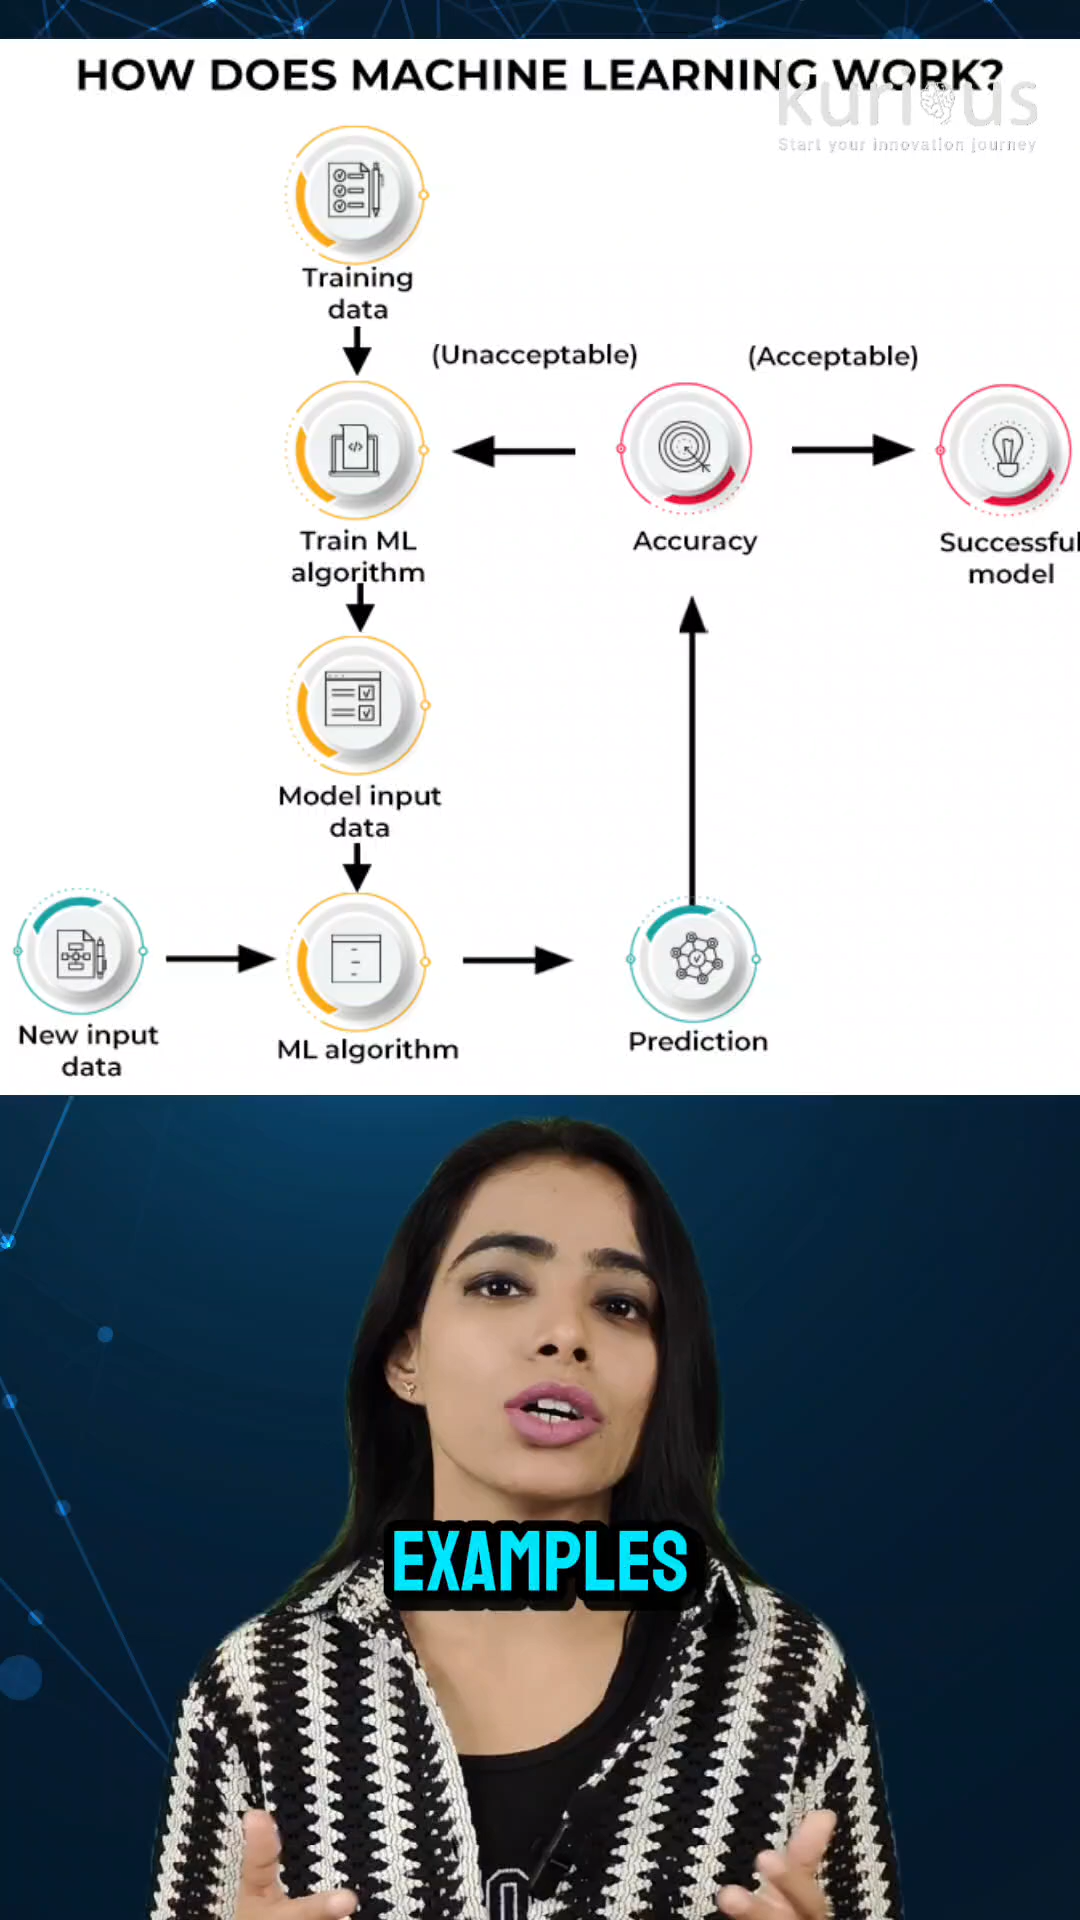 HOW DOES MACHINE LEARNING WORK?
kurious
Start your innovation journey
Training
data
(Unacceptable)
(Acceptable)
Train ML
algorithm
Accuracy
Successful
model
Model input
data
New input
data
ML algorithm
Prediction
EXAMPLES